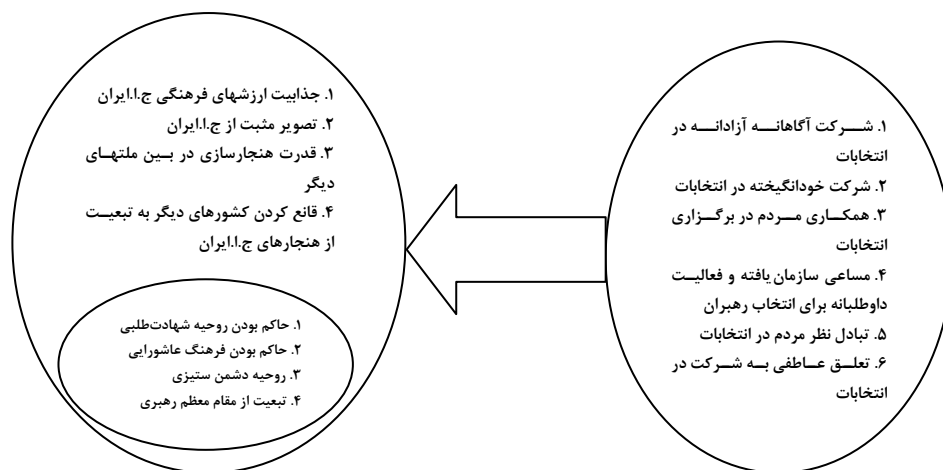 ۱. شرکت آگاهانه آزادانه در
انتخابات
۲. شرکت خودانگیخته در انتخابات
۳. همکاری مردم در برگزاری
انتخابات
۴. مساعی سازمان یافته و فعالیت
داوطلبانه برای انتخاب رهبران
۵. تبادل نظر مردم در انتخابات
۶. تعلق عاطفی به شرکت در
انتخابات
۱. جذابیت ارزشهای فرهنگی ج.ا.ایران
۲. تصویر مثبت از ج.ا.ایران
۳. قدرت هنجارسازی در بین ملتهای
دیگر
۴. قانع کردن کشورهای دیگر به تبعیت
از هنجارهای ج.ا.ایران
۱. حاکم بودن روحیه شهادت‌طلبی
۲. حاکم بودن فرهنگ عاشورایی
۳. روحیه دشمن ستیزی
۴. تبعیت از مقام معظم رهبری